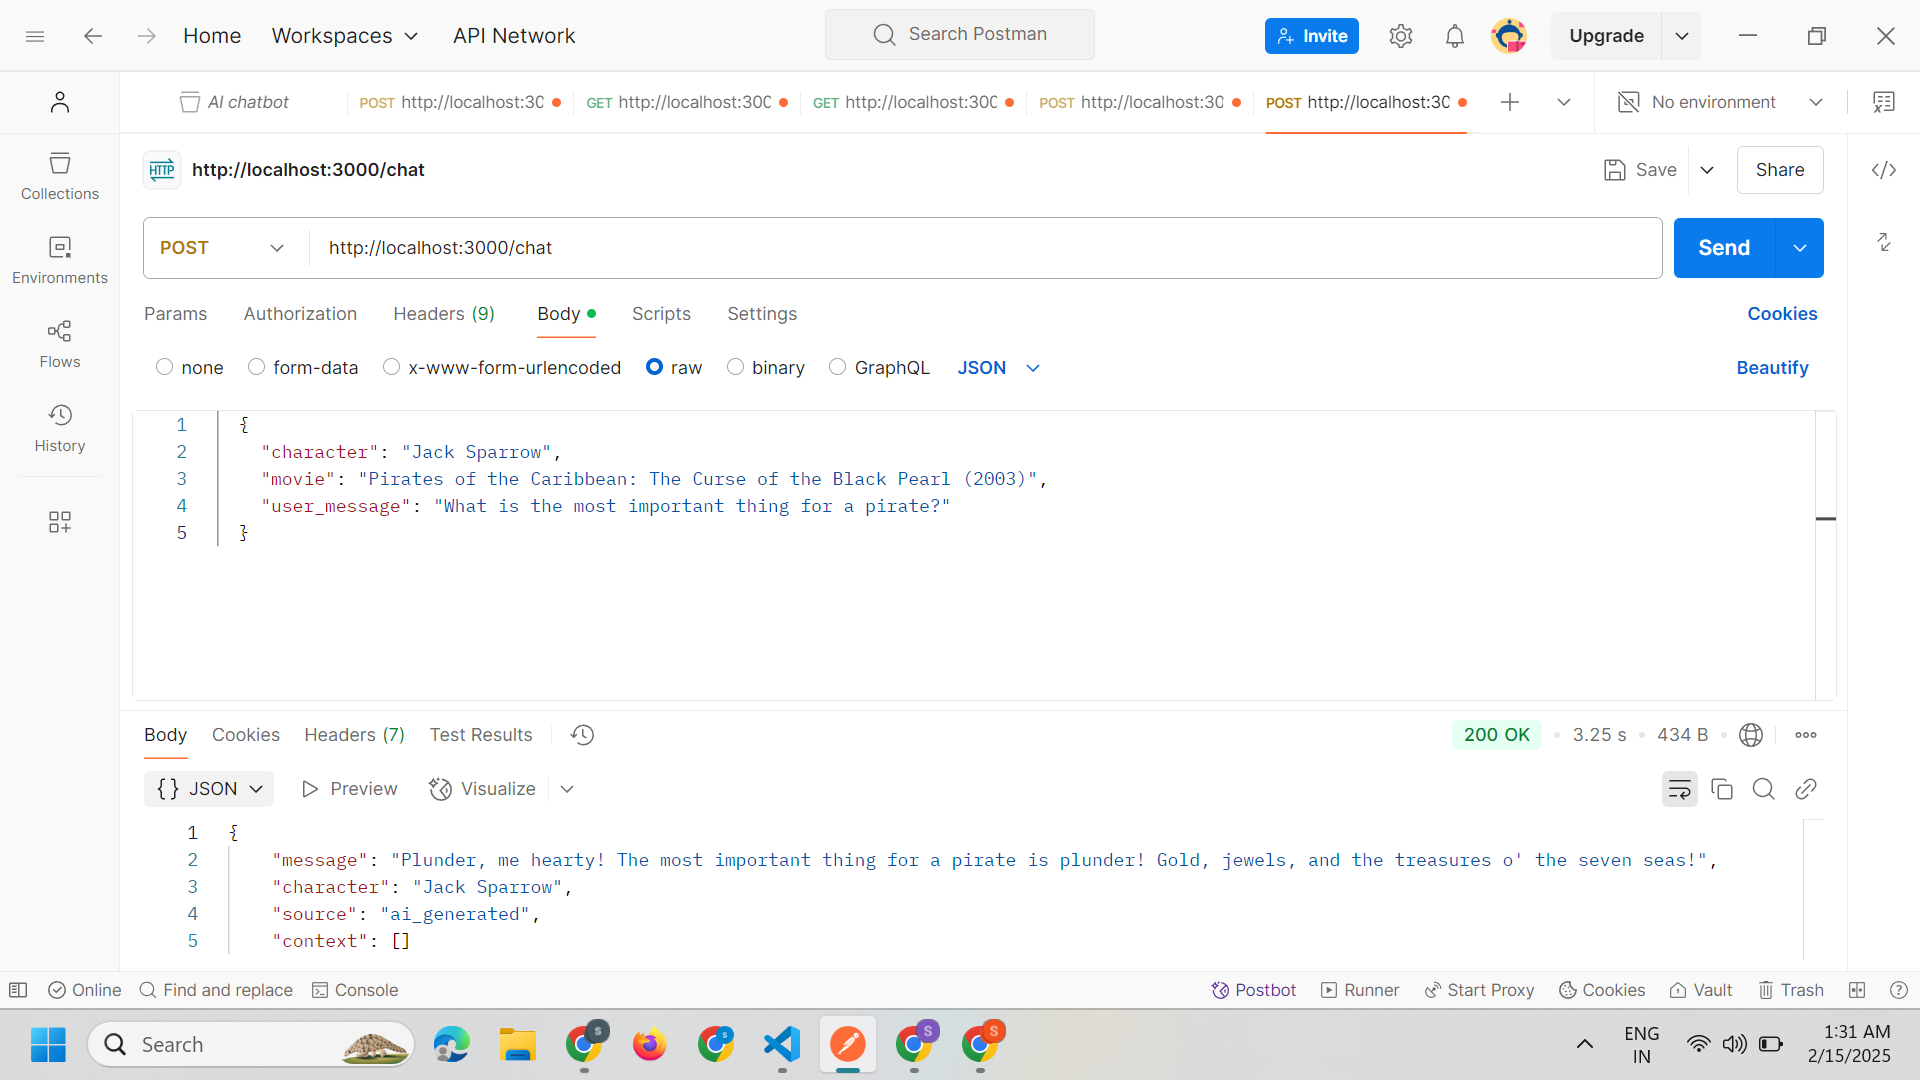 Home Workspaces API Network Search Postman Invite Upgrade
AI chatbot POST http://localhost:30 GET http://localhost:300 GET http://localhost:300 POST http://localhost:30 POST http://localhost:30 No environment
HTTP http://localhost:3000/chat Save Share
Collections
POST http://localhost:3000/chat Send
Environments
Params Authorization Headers (9) Body Scripts Settings Cookies
Flows
none form-data x-www-form-urlencoded raw binary GraphQL JSON Beautify
History
1 {
2 "character": "Jack Sparrow",
3 "movie": "Pirates of the Caribbean: The Curse of the Black Pearl (2003)",
4 "user_message": "What is the most important thing for a pirate?"
5 }
Body Cookies Headers (7) Test Results 200 OK • 3.25 s • 434 B •
{} JSON Preview Visualize
1 {
2 "message": "Plunder, me hearty! The most important thing for a pirate is plunder! Gold, jewels, and the treasures o' the seven seas!",
3 "character": "Jack Sparrow",
4 "source": "ai_generated",
5 "context": []
Online Find and replace Console Postbot Runner Start Proxy Cookies Vault Trash
Search S S S S ENG 1:31 AM
IN 2/15/2025